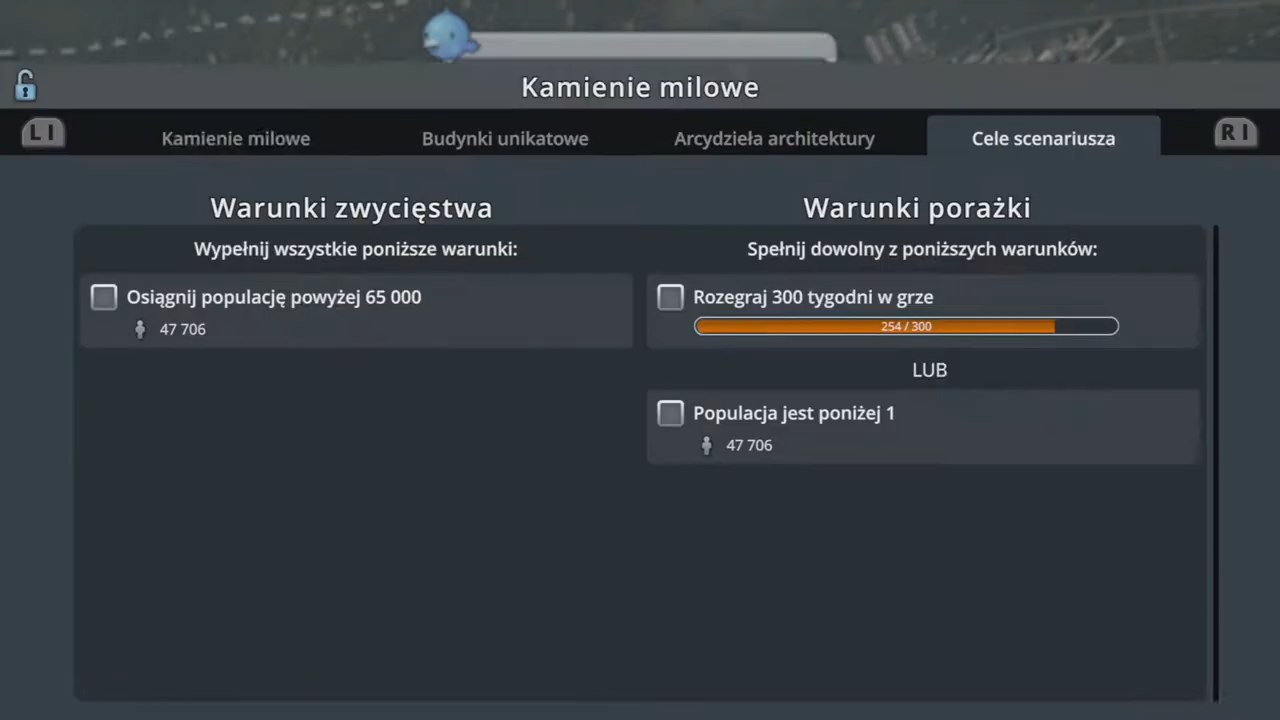 Kamienie milowe
L1
Kamienie milowe
Budynki unikatowe
Arcydzieła architektury
Cele scenariusza
R1
Warunki zwycięstwa
Wypełnij wszystkie poniższe warunki:
Osiągnij populację powyżej 65 000
47 706
Warunki porażki
Spełnij dowolny z poniższych warunków:
Rozegraj 300 tygodni w grze
254 / 300
LUB
Populacja jest poniżej 1
47 706